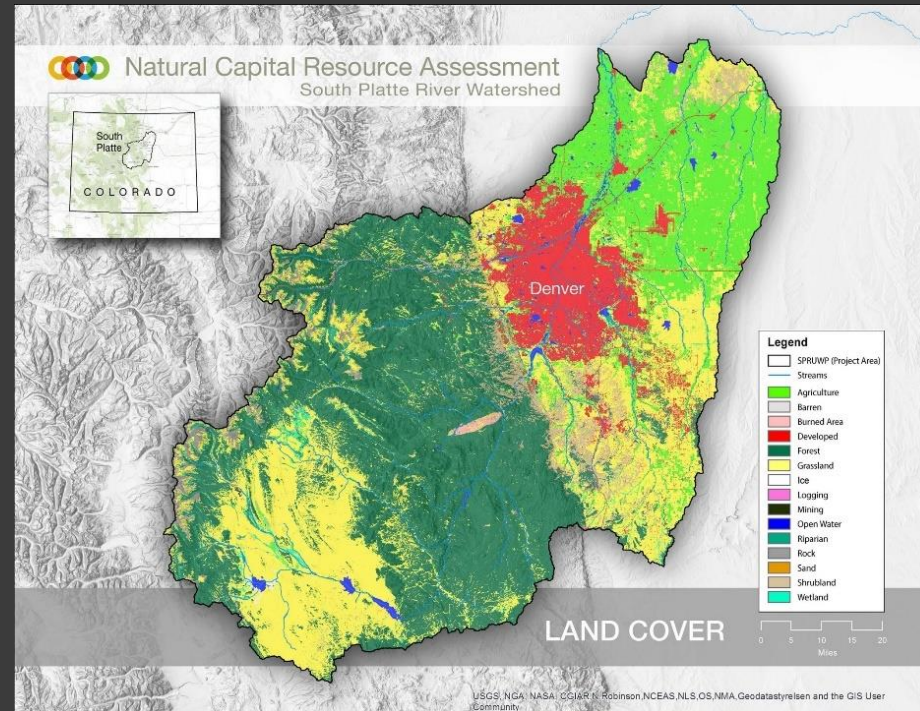 Natural Capital Resource Assessment
South Platte River Watershed
South
Platte
COLORADO
Denver
Legend
SPRUWP (Project Area)
Streams
Agriculture
Barren
Burned Area
Developed
Forest
Grassland
Ice
Logging
Mining
Open Water
Riparian
Rock
Sand
Shrubland
Wetland
LAND COVER
0 5 10 15 20
Miles
USGS, NGA, NASA, CGIAR,N Robinson,NCEAS,NLS,OS,NMA,Geodatastyrelsen and the GIS User
Community